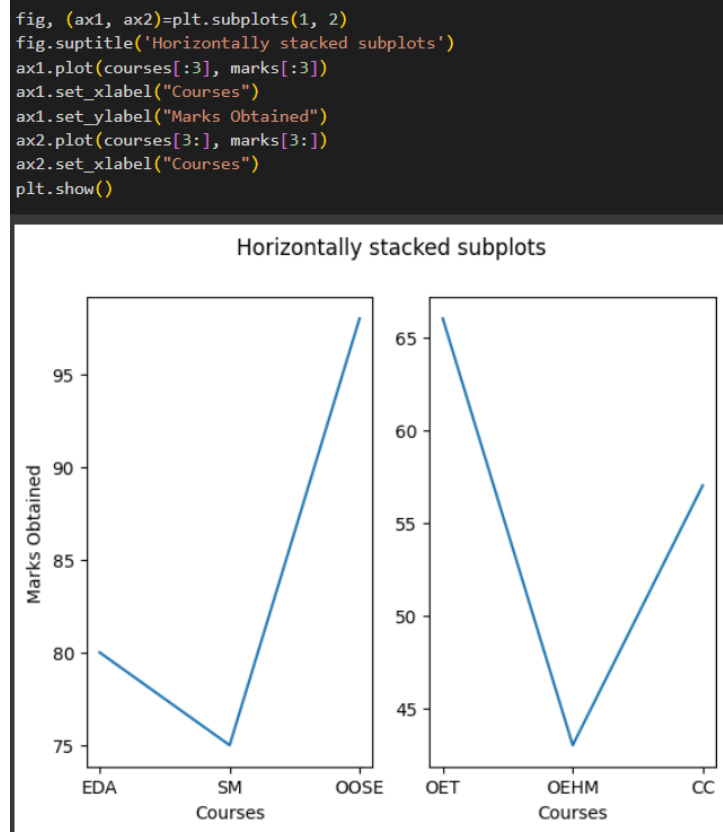 fig, (ax1, ax2)=plt.subplots(1, 2)
fig.suptitle('Horizontally stacked subplots')
ax1.plot(courses[:3], marks[:3])
ax1.set_xlabel("Courses")
ax1.set_ylabel("Marks Obtained")
ax2.plot(courses[3:], marks[3:])
ax2.set_xlabel("Courses")
plt.show()
Horizontally stacked subplots
Marks Obtained
95
90
85
80
75
EDA SM OOSE
Courses
65
60
55
50
45
OET OEHM CC
Courses